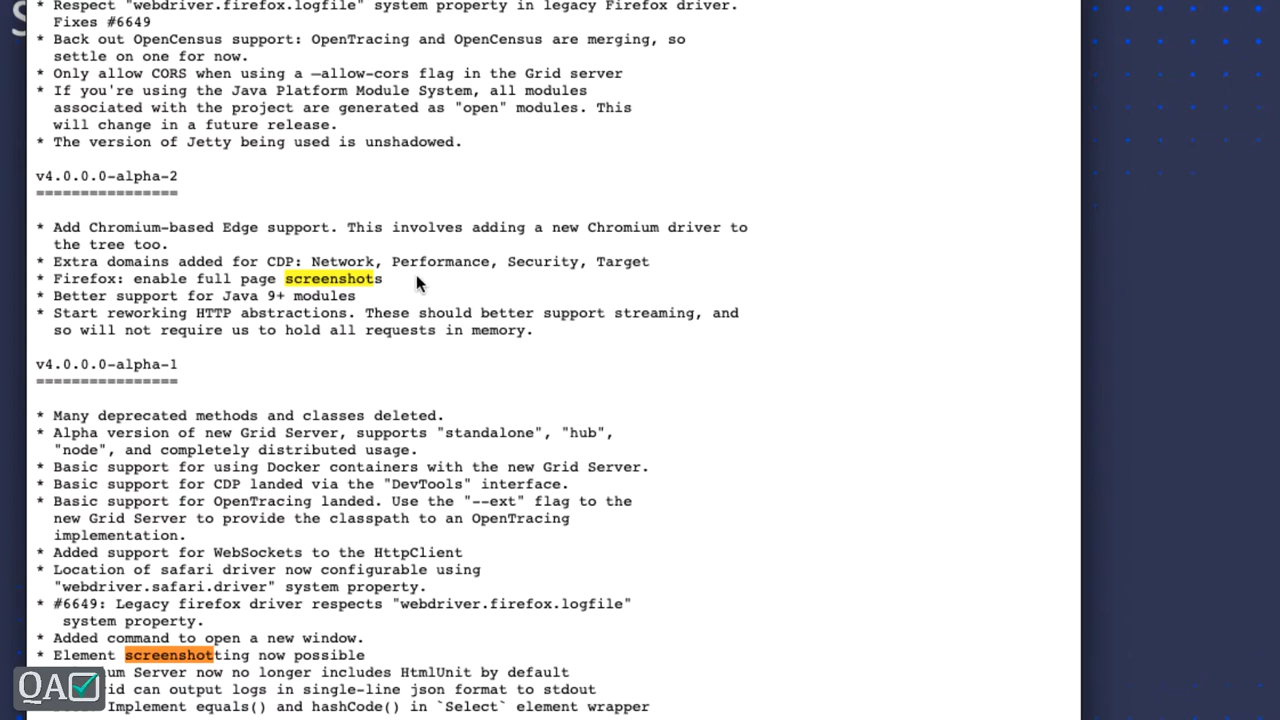 S
* Respect "webdriver.firefox.logfile" system property in legacy Firefox driver.
Fixes #6649
* Back out OpenCensus support: OpenTracing and OpenCensus are merging, so
settle on one for now.
* Only allow CORS when using a —allow-cors flag in the Grid server
* If you're using the Java Platform Module System, all modules
associated with the project are generated as "open" modules. This
will change in a future release.
* The version of Jetty being used is unshadowed.
v4.0.0.0-alpha-2
================
* Add Chromium-based Edge support. This involves adding a new Chromium driver to
the tree too.
* Extra domains added for CDP: Network, Performance, Security, Target
* Firefox: enable full page screenshots
* Better support for Java 9+ modules
* Start reworking HTTP abstractions. These should better support streaming, and
so will not require us to hold all requests in memory.
v4.0.0.0-alpha-1
================
* Many deprecated methods and classes deleted.
* Alpha version of new Grid Server, supports "standalone", "hub",
"node", and completely distributed usage.
* Basic support for using Docker containers with the new Grid Server.
* Basic support for CDP landed via the "DevTools" interface.
* Basic support for OpenTracing landed. Use the "--ext" flag to the
new Grid Server to provide the classpath to an OpenTracing
implementation.
* Added support for WebSockets to the HttpClient
* Location of safari driver now configurable using
"webdriver.safari.driver" system property.
* #6649: Legacy firefox driver respects "webdriver.firefox.logfile"
system property.
* Added command to open a new window.
* Element screenshotting now possible
um Server now no longer includes HtmlUnit by default
id can output logs in single-line json format to stdout
Implement equals() and hashCode() in `Select` element wrapper
QA